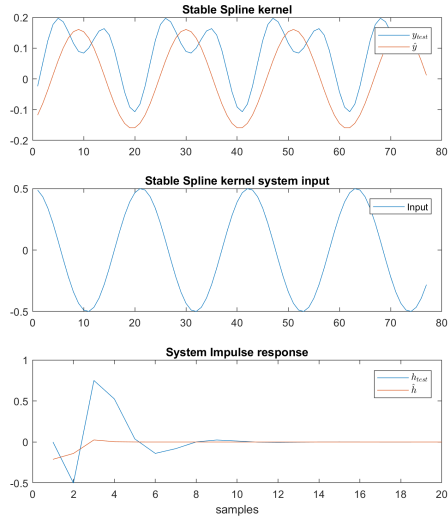 Stable Spline kernel
0.2
0.1
0
-0.1
-0.2
y_test
ŷ
0 10 20 30 40 50 60 70 80
Stable Spline kernel system input
0.5
0
-0.5
Input
0 10 20 30 40 50 60 70 80
System Impulse response
1
0.5
0
-0.5
h_test
ĥ
0 2 4 6 8 10 12 14 16 18 20
samples